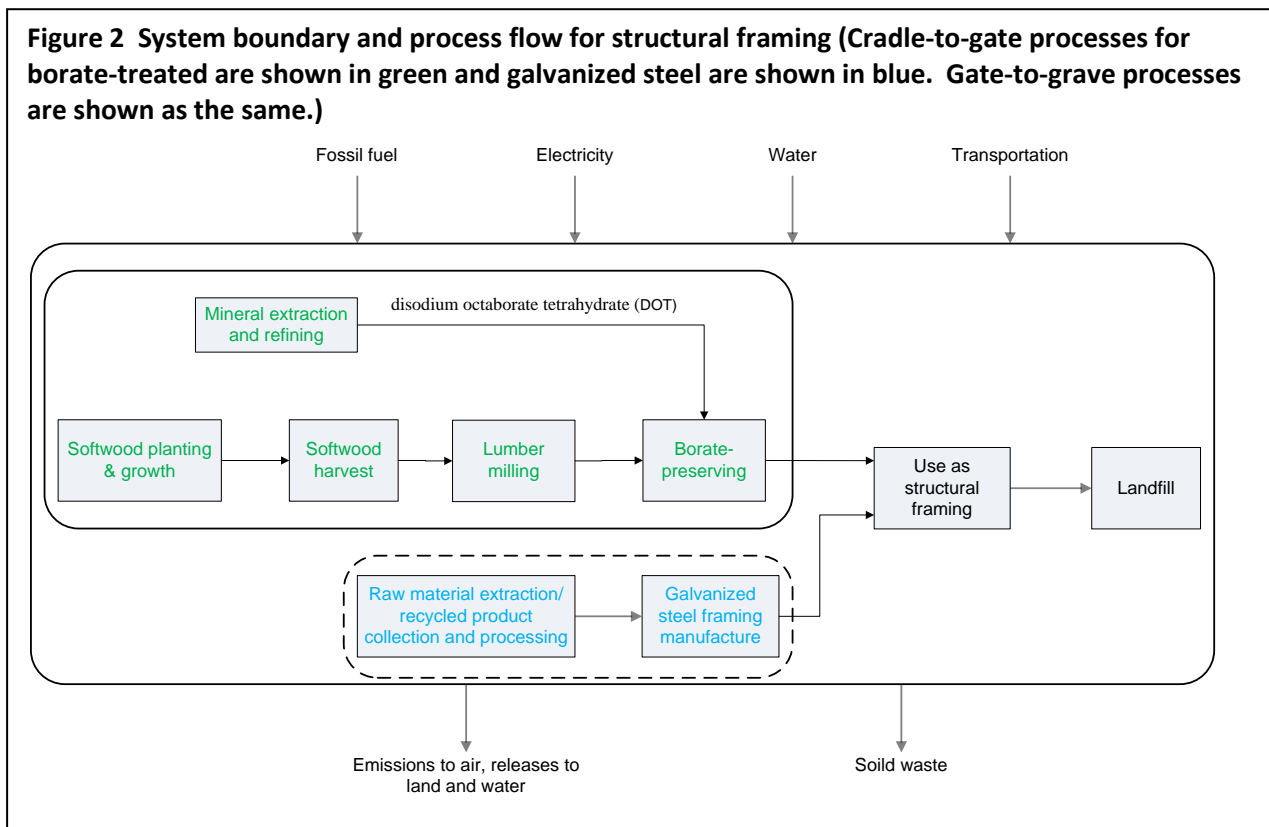 Figure 2  System boundary and process flow for structural framing (Cradle-to-gate processes for
borate-treated are shown in green and galvanized steel are shown in blue.  Gate-to-grave processes
are shown as the same.)
Fossil fuel
Electricity
Water
Transportation
Mineral extraction
and refining
disodium octaborate tetrahydrate (DOT)
Softwood planting
& growth
Softwood
harvest
Lumber
milling
Borate-
preserving
Use as
structural
framing
Landfill
Raw material extraction/
recycled product
collection and processing
Galvanized
steel framing
manufacture
Emissions to air, releases to
land and water
Soild waste